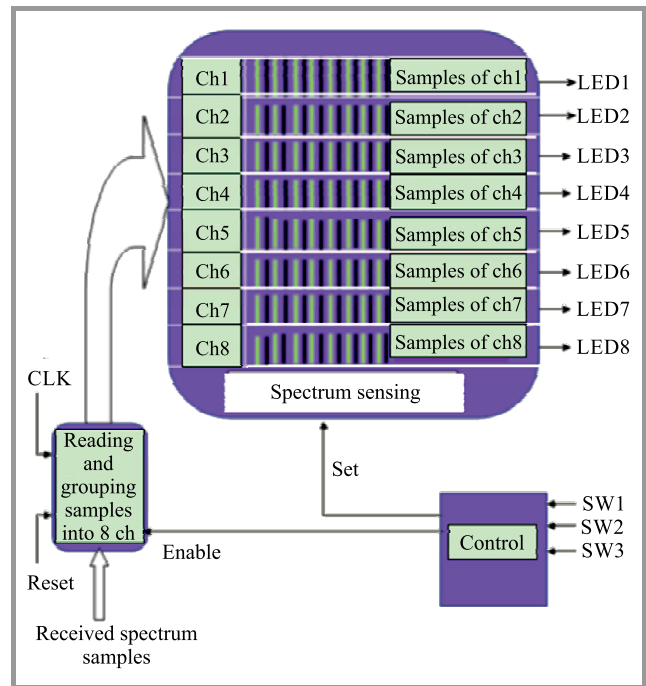 Ch1 Samples of ch1 LED1
Ch2 Samples of ch2 LED2
Ch3 Samples of ch3 LED3
Ch4 Samples of ch4 LED4
Ch5 Samples of ch5 LED5
Ch6 Samples of ch6 LED6
Ch7 Samples of ch7 LED7
Ch8 Samples of ch8 LED8
Spectrum sensing
CLK
Reading
and
grouping
samples
into 8 ch
Reset
Received spectrum
samples
Set
Enable
Control
SW1
SW2
SW3